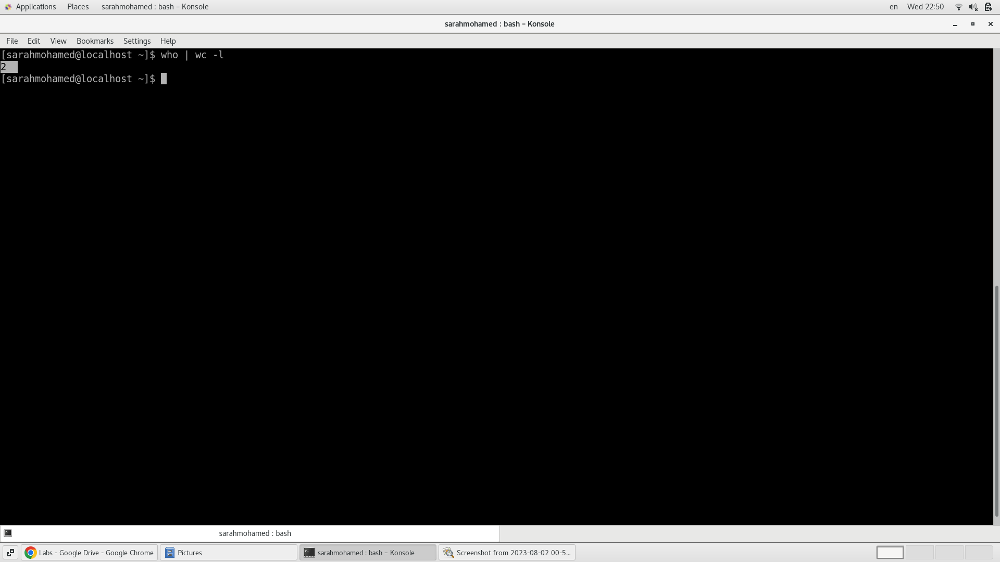 Applications Places sarahmohamed : bash – Konsole en Wed 22:50
sarahmohamed : bash – Konsole
File Edit View Bookmarks Settings Help
[sarahmohamed@localhost ~]$ who | wc -l
2
[sarahmohamed@localhost ~]$
sarahmohamed : bash
Labs - Google Drive - Google Chrome Pictures sarahmohamed : bash – Konsole Screenshot from 2023-08-02 00-5...